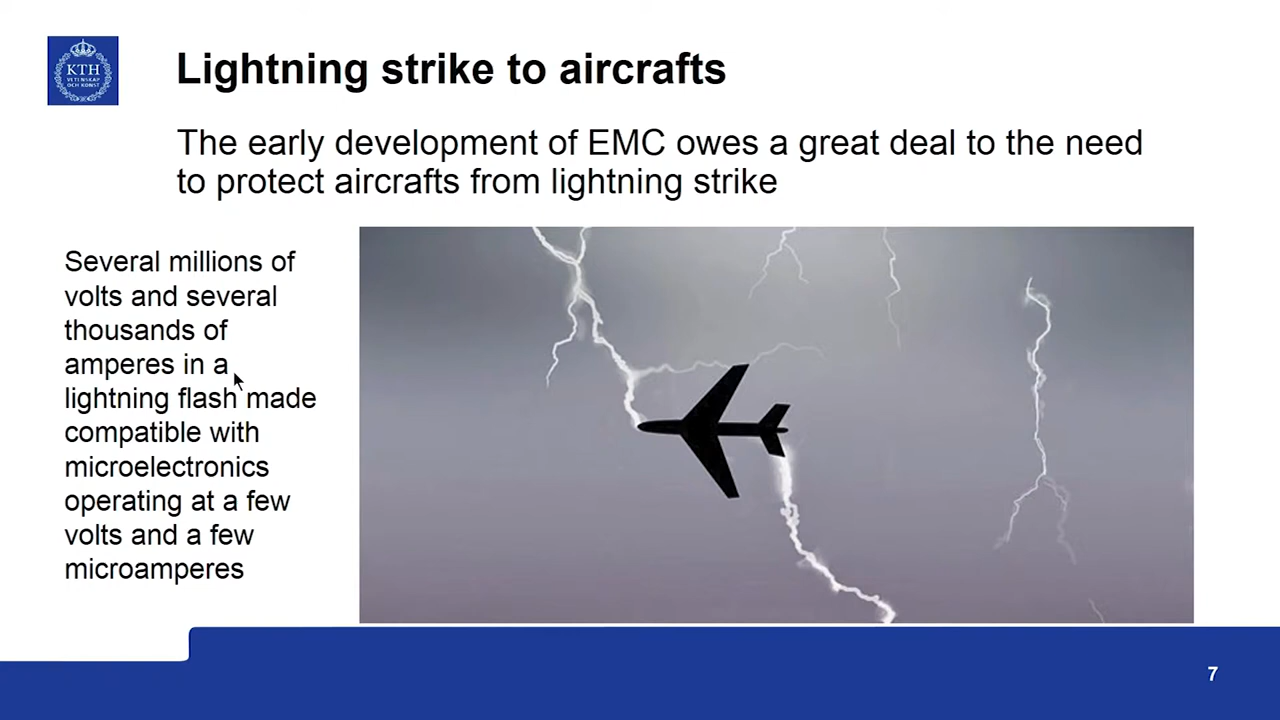 KTH
VETENSKAP
OCH KONST
Lightning strike to aircrafts
The early development of EMC owes a great deal to the need
to protect aircrafts from lightning strike
Several millions of
volts and several
thousands of
amperes in a
lightning flash made
compatible with
microelectronics
operating at a few
volts and a few
microamperes
7